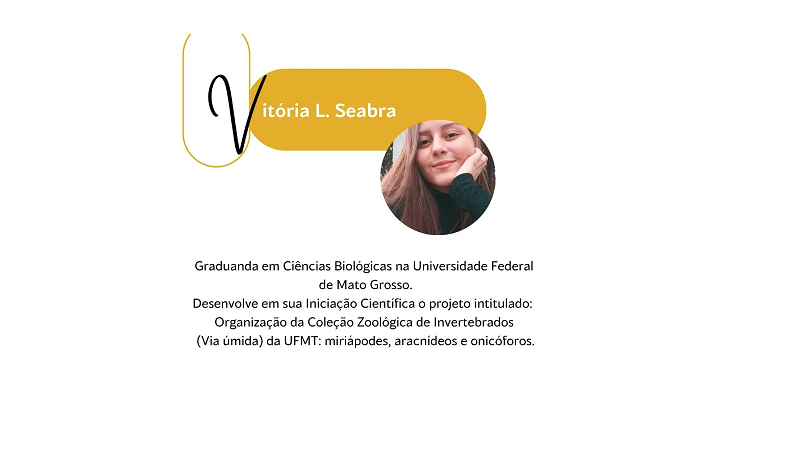 Vitória L. Seabra
Graduanda em Ciências Biológicas na Universidade Federal
de Mato Grosso.
Desenvolve em sua Iniciação Científica o projeto intitulado:
Organização da Coleção Zoológica de Invertebrados
(Via úmida) da UFMT: miriápodes, aracnídeos e onicóforos.